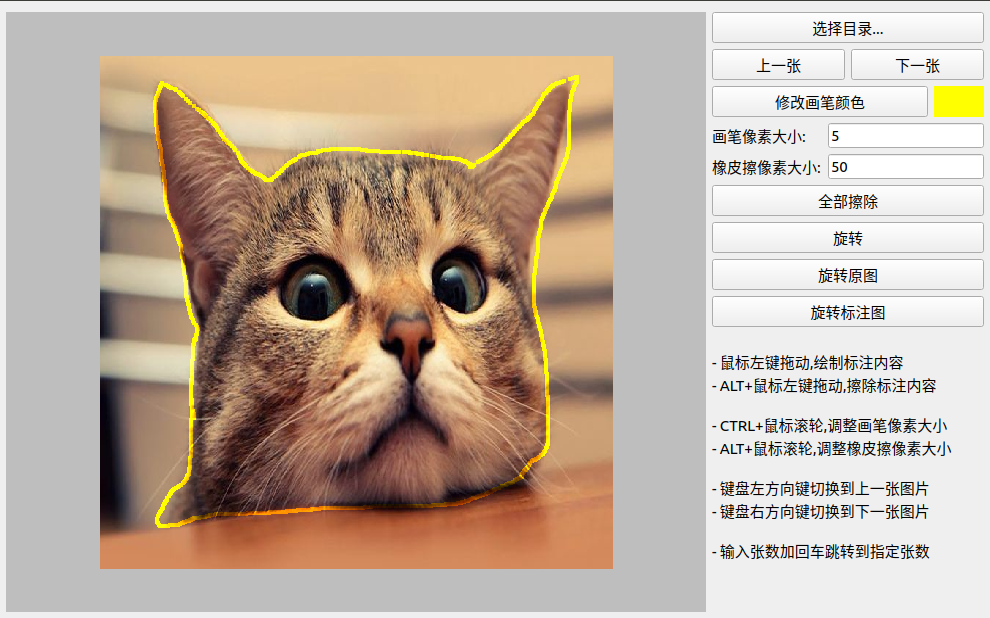 选择目录...
上一张
下一张
修改画笔颜色
画笔像素大小:
5
橡皮擦像素大小:
50
全部擦除
旋转
旋转原图
旋转标注图
- 鼠标左键拖动,绘制标注内容
- ALT+鼠标左键拖动,擦除标注内容
- CTRL+鼠标滚轮,调整画笔像素大小
- ALT+鼠标滚轮,调整橡皮擦像素大小
- 键盘左方向键切换到上一张图片
- 键盘右方向键切换到下一张图片
- 输入张数加回车跳转到指定张数